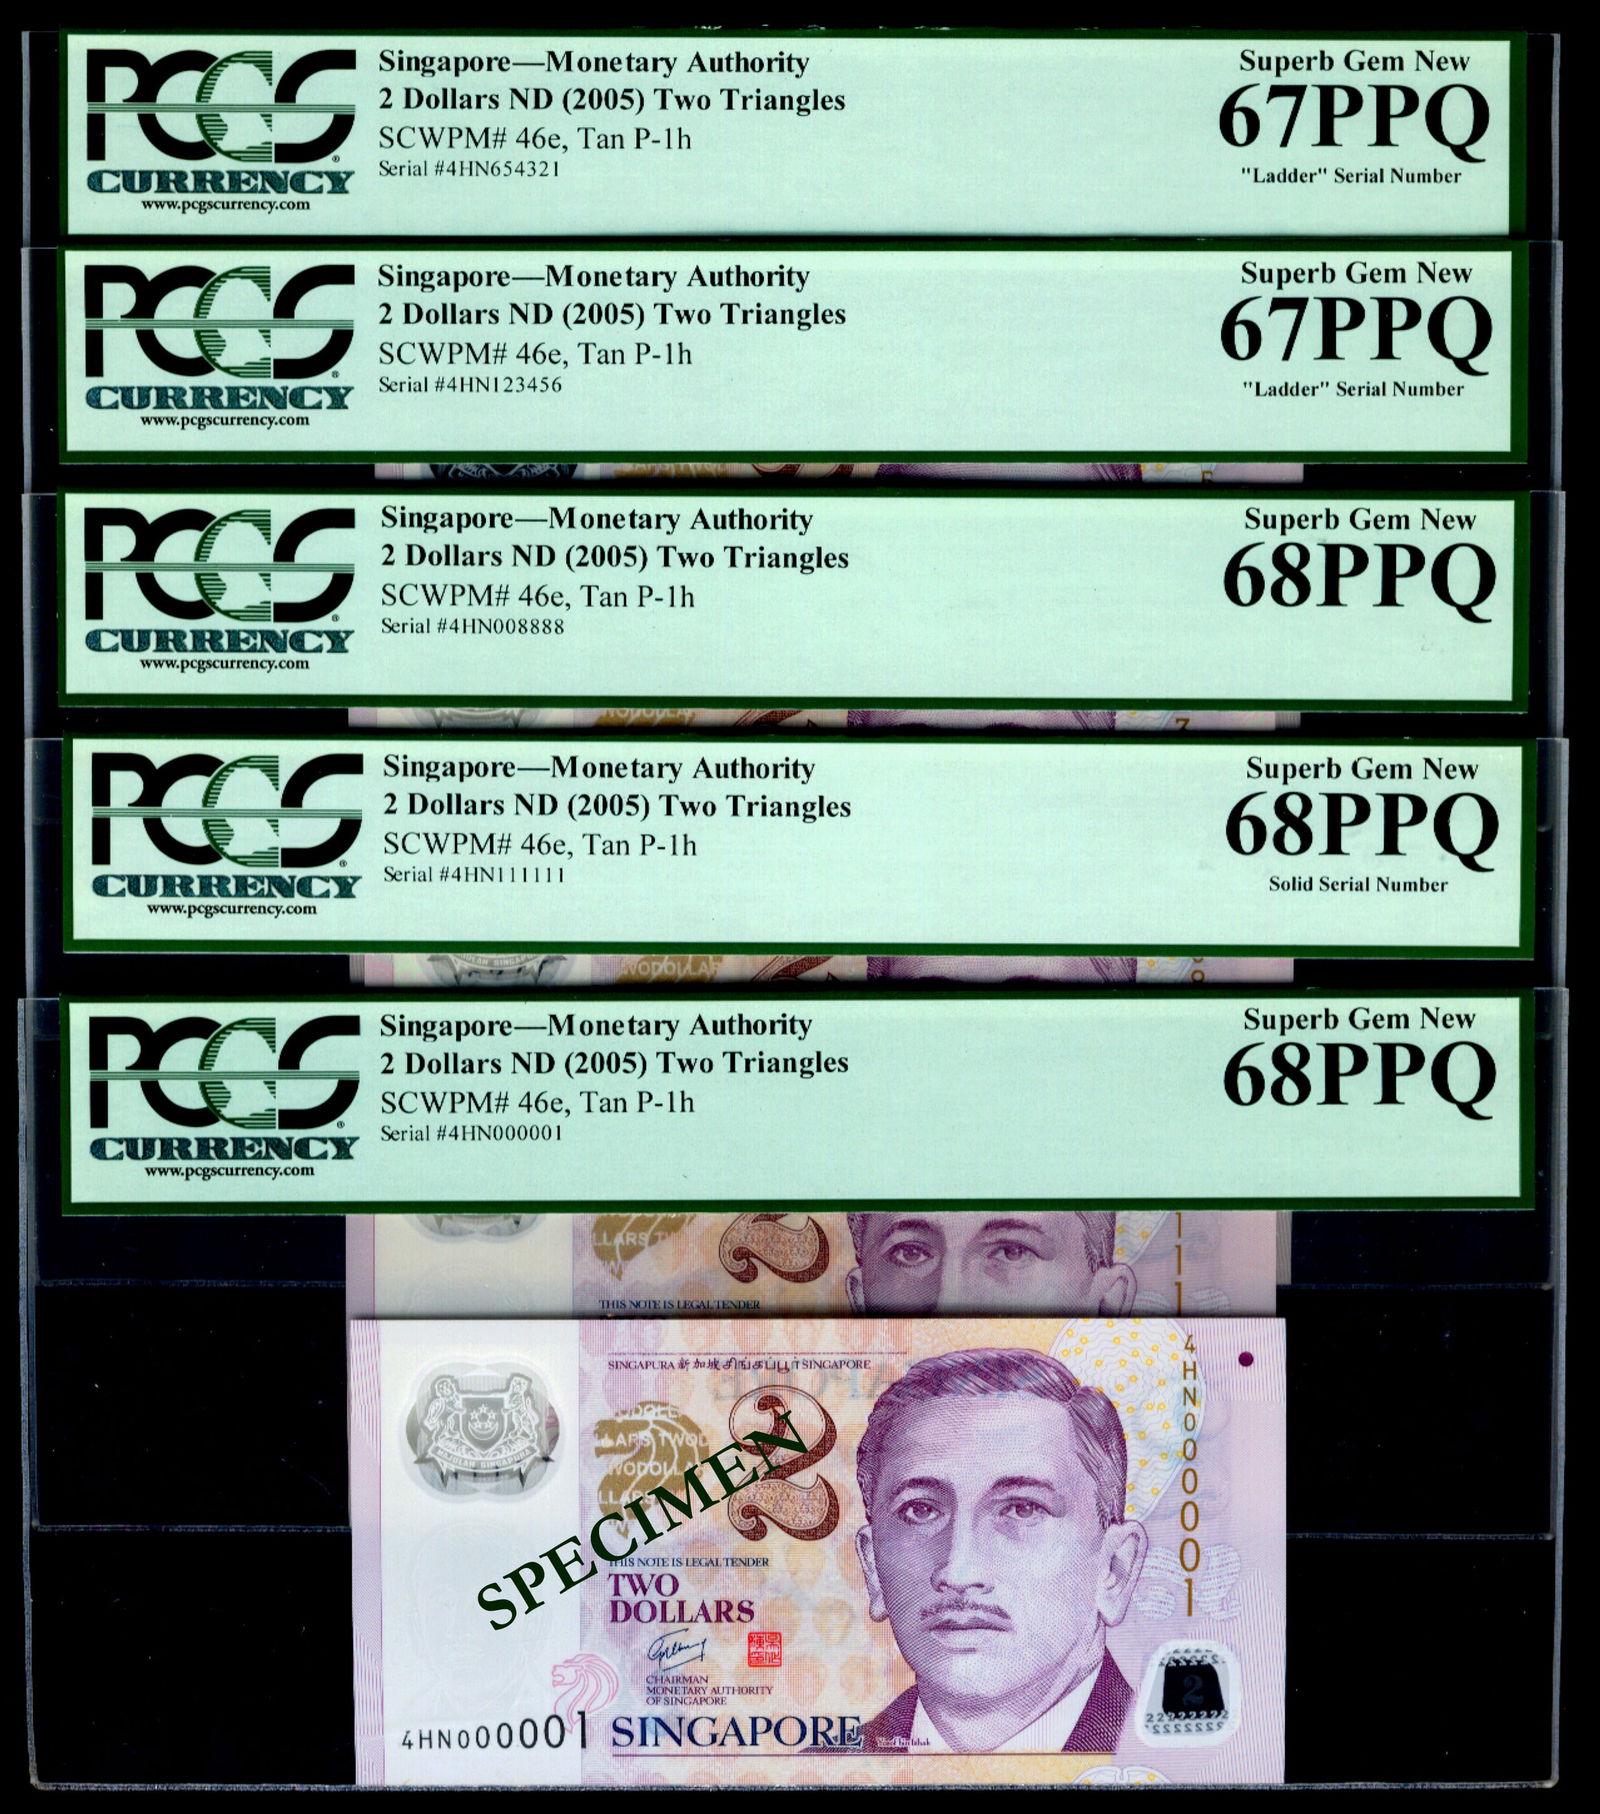 PCGS
CURRENCY
www.pcgscurrency.com
Singapore—Monetary Authority
2 Dollars ND (2005) Two Triangles
SCWPM# 46e, Tan P-1h
Serial #4HN654321
Superb Gem New
67PPQ
"Ladder" Serial Number
PCGS
CURRENCY
www.pcgscurrency.com
Singapore—Monetary Authority
2 Dollars ND (2005) Two Triangles
SCWPM# 46e, Tan P-1h
Serial #4HN123456
Superb Gem New
67PPQ
"Ladder" Serial Number
PCGS
CURRENCY
www.pcgscurrency.com
Singapore—Monetary Authority
2 Dollars ND (2005) Two Triangles
SCWPM# 46e, Tan P-1h
Serial #4HN008888
Superb Gem New
68PPQ
PCGS
CURRENCY
www.pcgscurrency.com
Singapore—Monetary Authority
2 Dollars ND (2005) Two Triangles
SCWPM# 46e, Tan P-1h
Serial #4HN111111
Superb Gem New
68PPQ
Solid Serial Number
PCGS
CURRENCY
www.pcgscurrency.com
Singapore—Monetary Authority
2 Dollars ND (2005) Two Triangles
SCWPM# 46e, Tan P-1h
Serial #4HN000001
Superb Gem New
68PPQ
2
THIS NOTE IS LEGAL TENDER
SINGAPURA 新加坡 சிங்கப்பூர் SINGAPORE
4HN000001
2
SPECIMEN
THIS NOTE IS LEGAL TENDER
TWO
DOLLARS
CHAIRMAN
MONETARY AUTHORITY
OF SINGAPORE
4HN000001
SINGAPORE
2